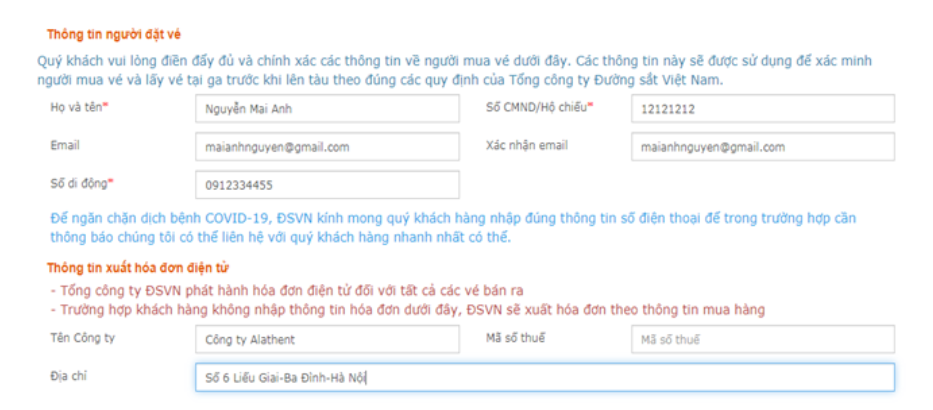 Thông tin người đặt vé
Quý khách vui lòng điền đẩy đủ và chính xác các thông tin về người mua vé dưới đây. Các thông tin này sẽ được sử dụng để xác minh
người mua vé và lấy vé tại ga trước khi lên tàu theo đúng các quy định của Tổng công ty Đường sắt Việt Nam.
Họ và tên* Nguyễn Mai Anh Số CMND/Hộ chiếu* 12121212
Email maianhnguyen@gmail.com Xác nhận email maianhnguyen@gmail.com
Số di động* 0912334455
Để ngăn chặn dịch bệnh COVID-19, ĐSVN kính mong quý khách hàng nhập đúng thông tin số điện thoại để trong trường hợp cần
thông báo chúng tôi có thể liên hệ với quý khách hàng nhanh nhất có thể.
Thông tin xuất hóa đơn điện tử
- Tổng công ty ĐSVN phát hành hóa đơn điện tử đối với tất cả các vé bán ra
- Trường hợp khách hàng không nhập thông tin hóa đơn dưới đây, ĐSVN sẽ xuất hóa đơn theo thông tin mua hàng
Tên Công ty Công ty Alathent Mã số thuế Mã số thuế
Địa chỉ Số 6 Liễu Giai-Ba Đình-Hà Nội